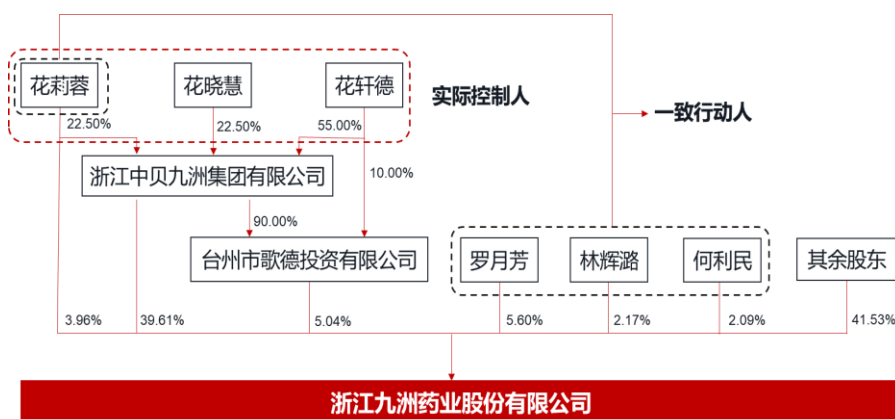 花莉蓉
花晓慧
花轩德
实际控制人
一致行动人
22.50%
22.50%
55.00%
浙江中贝九洲集团有限公司
10.00%
90.00%
台州市歌德投资有限公司
罗月芳
林辉潞
何利民
其余股东
3.96%
39.61%
5.04%
5.60%
2.17%
2.09%
41.53%
浙江九洲药业股份有限公司